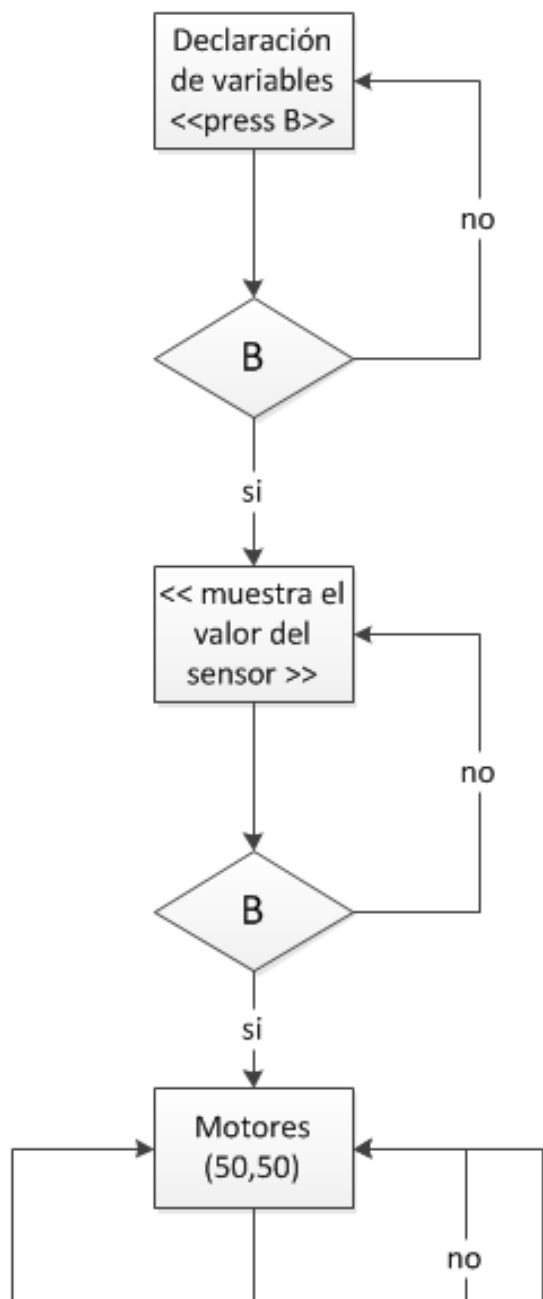 Declaración
de variables
<<press B>>
no
B
si
<< muestra el
valor del
sensor >>
no
B
si
Motores
(50,50)
no